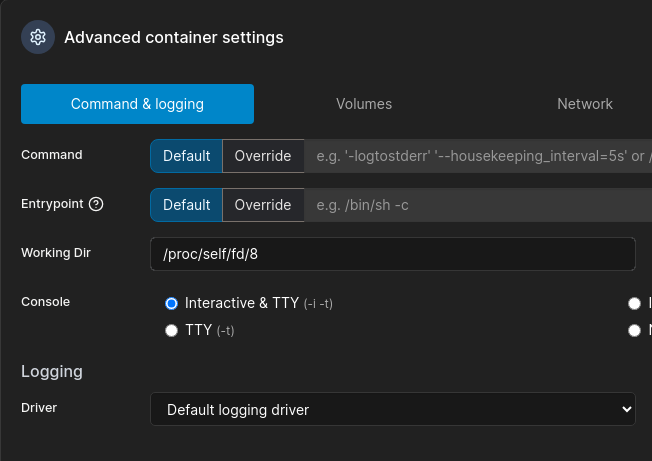 Advanced container settings
Command & logging Volumes Network
Command Default Override e.g. '-logtostderr' '--housekeeping_interval=5s' or /
Entrypoint ? Default Override e.g. /bin/sh -c
Working Dir /proc/self/fd/8
Console Interactive & TTY (-i -t)
TTY (-t)
Logging
Driver Default logging driver